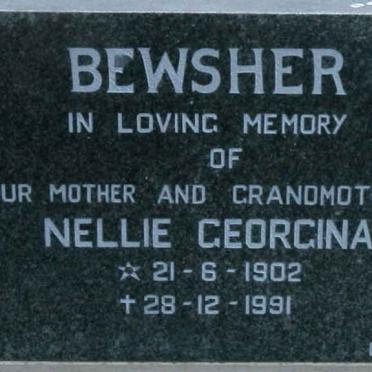 BEWSHER
IN LOVING MEMORY
OF
UR MOTHER AND GRANDMOT
NELLIE GEORGINA
☆ 21-6-1902
✝ 28-12-1991